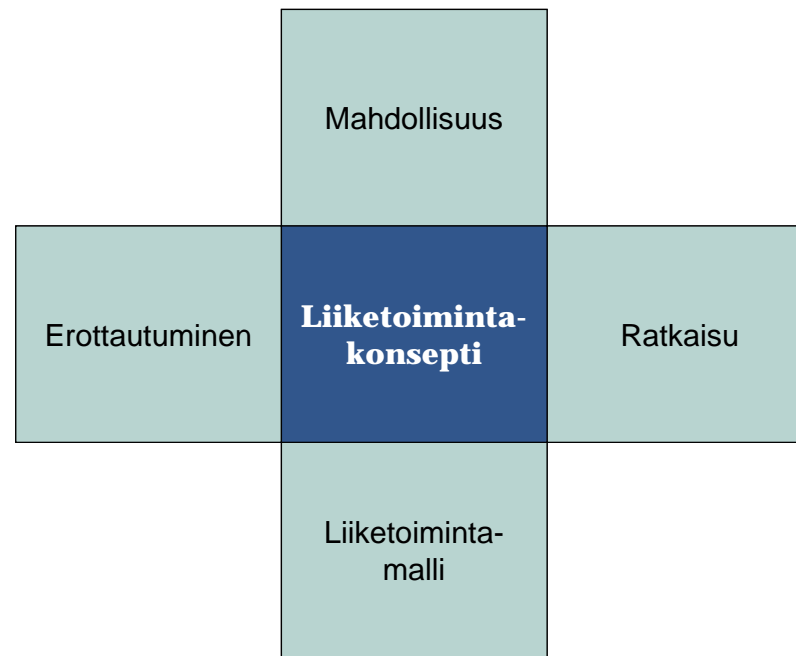 Mahdollisuus
Erottautuminen
Liiketoiminta-
konsepti
Ratkaisu
Liiketoiminta-
malli